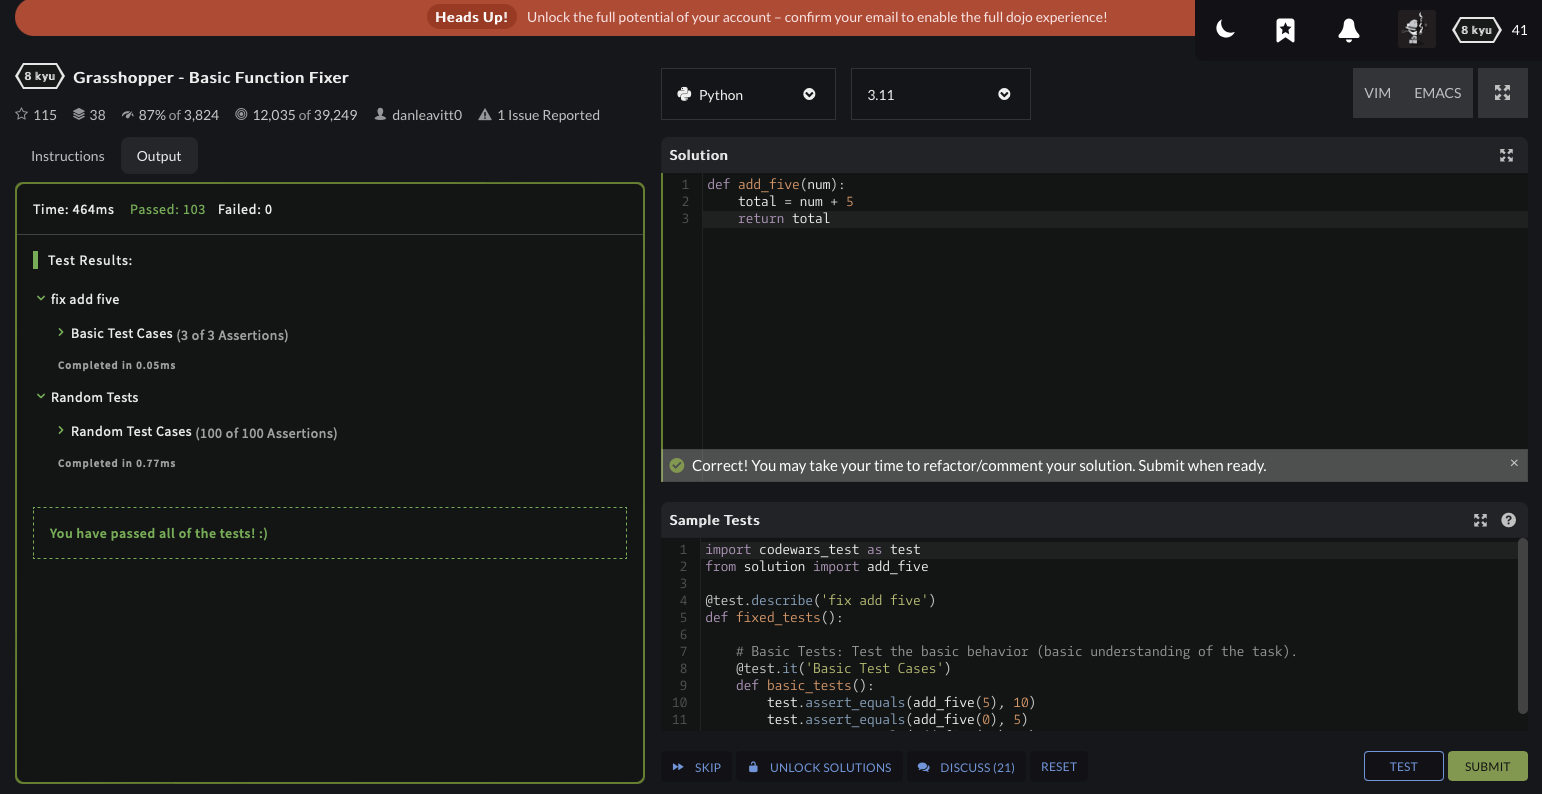 Heads Up! Unlock the full potential of your account – confirm your email to enable the full dojo experience!
8 kyu 41
8 kyu Grasshopper - Basic Function Fixer
115 38 87% of 3,824 12,035 of 39,249 danleavitt0 1 Issue Reported
Instructions Output
Time: 464ms Passed: 103 Failed: 0
Test Results:
fix add five
Basic Test Cases (3 of 3 Assertions)
Completed in 0.05ms
Random Tests
Random Test Cases (100 of 100 Assertions)
Completed in 0.77ms
You have passed all of the tests! :)
Python 3.11 VIM EMACS
Solution
1 def add_five(num):
2     total = num + 5
3     return total
Correct! You may take your time to refactor/comment your solution. Submit when ready. ×
Sample Tests
1 import codewars_test as test
2 from solution import add_five
3
4 @test.describe('fix add five')
5 def fixed_tests():
6
7     # Basic Tests: Test the basic behavior (basic understanding of the task).
8     @test.it('Basic Test Cases')
9     def basic_tests():
10         test.assert_equals(add_five(5), 10)
11         test.assert_equals(add_five(0), 5)
SKIP UNLOCK SOLUTIONS DISCUSS (21) RESET TEST SUBMIT